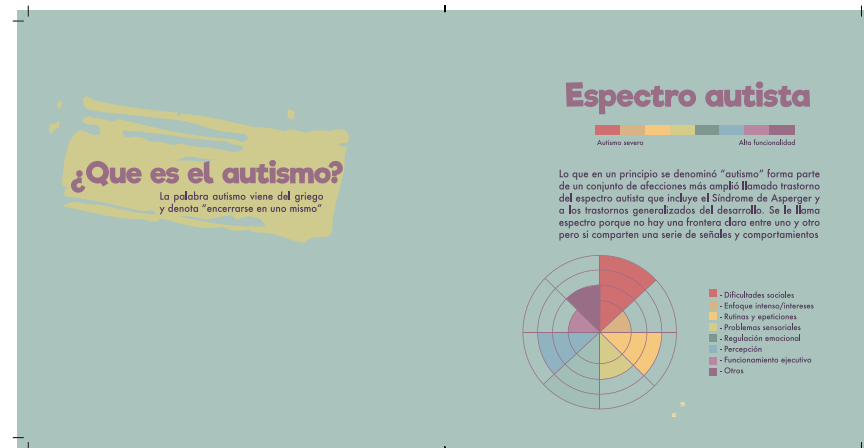 ¿Que es el autismo?
La palabra autismo viene del griego
y denota “encerrarse en uno mismo”
Espectro autista
Autismo severo
Alta funcionalidad
Lo que en un principio se denominó “autismo” forma parte
de un conjunto de afecciones más amplió llamado trastorno
del espectro autista que incluye el Síndrome de Asperger y
a los trastornos generalizados del desarrollo. Se le llama
espectro porque no hay una frontera clara entre uno y otro
pero si comparten una serie de señales y comportamientos
- Dificultades sociales
- Enfoque intenso/intereses
- Rutinas y epeticiones
- Problemas sensoriales
- Regulación emocional
- Percepción
- Funcionamiento ejecutivo
- Otros